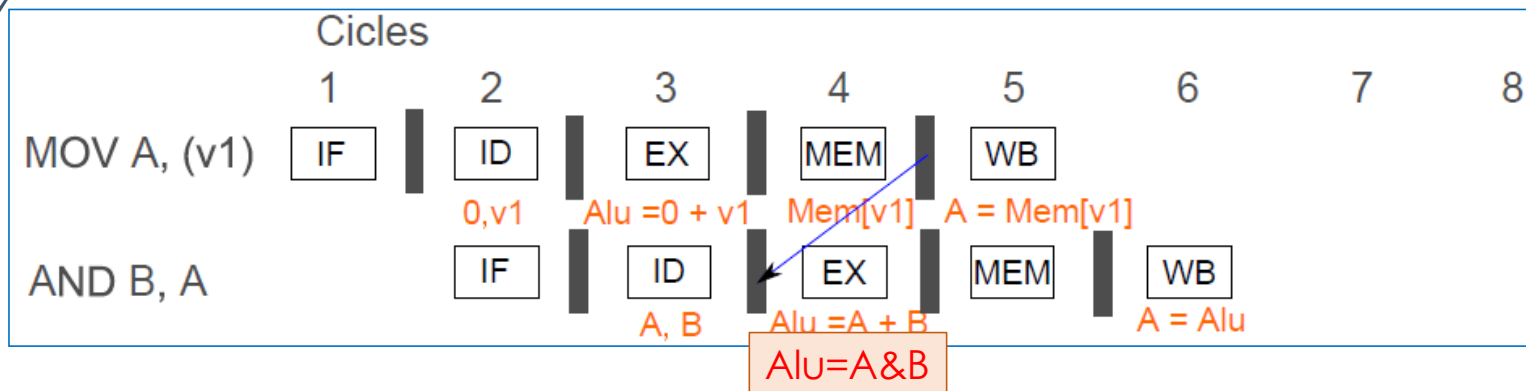 Cicles
1 2 3 4 5 6 7 8
MOV A, (v1) IF ID EX MEM WB
0,v1 Alu =0 + v1 Mem[v1] A = Mem[v1]
AND B, A IF ID EX MEM WB
A, B Alu =A + B A = Alu
Alu=A&B